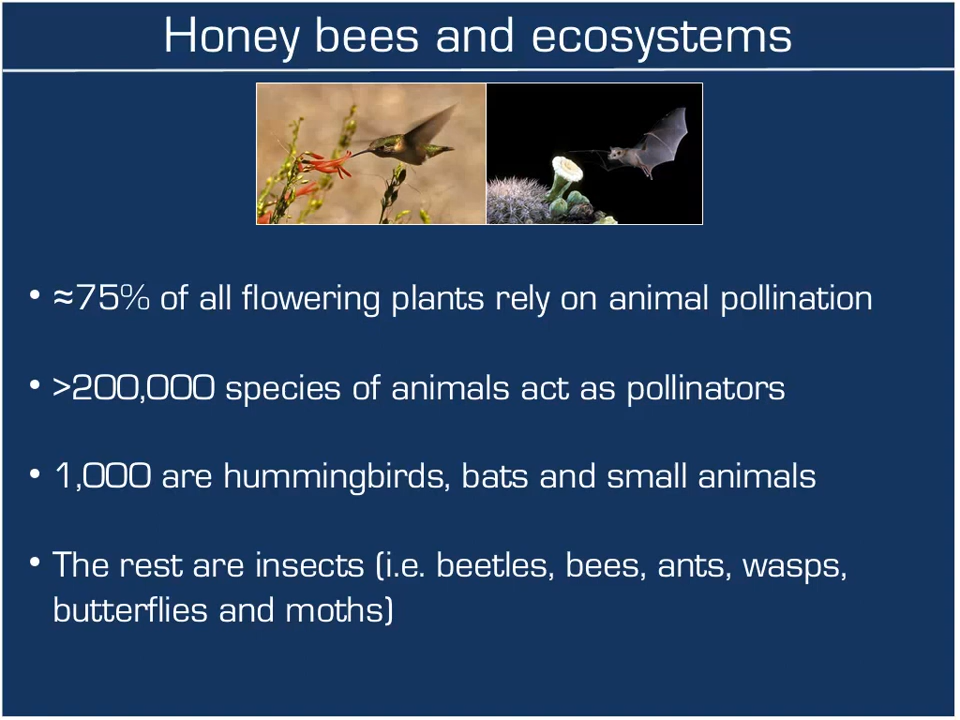 Honey bees and ecosystems
• ≈75% of all flowering plants rely on animal pollination
• >200,000 species of animals act as pollinators
• 1,000 are hummingbirds, bats and small animals
• The rest are insects (i.e. beetles, bees, ants, wasps,
butterflies and moths)